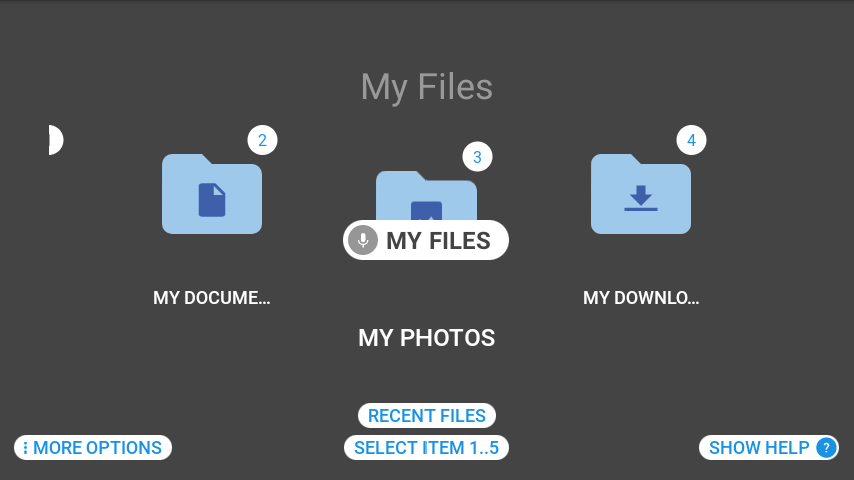 My Files
2
3
4
MY FILES
MY DOCUME...
MY DOWNLO...
MY PHOTOS
RECENT FILES
MORE OPTIONS
SELECT ITEM 1..5
SHOW HELP ?